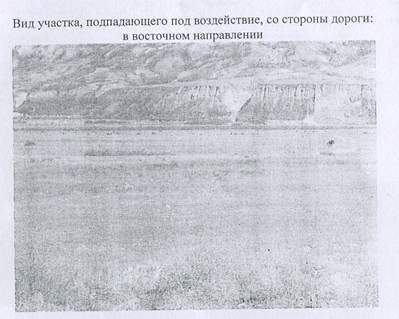 Вид участка, подпадающего под воздействие, со стороны дороги:
в восточном направлении